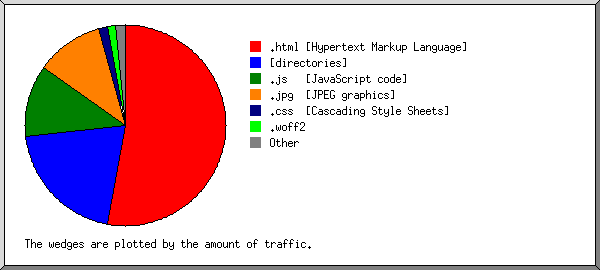 .html [Hypertext Markup Language]
[directories]
.js   [JavaScript code]
.jpg  [JPEG graphics]
.css  [Cascading Style Sheets]
.woff2
Other
The wedges are plotted by the amount of traffic.